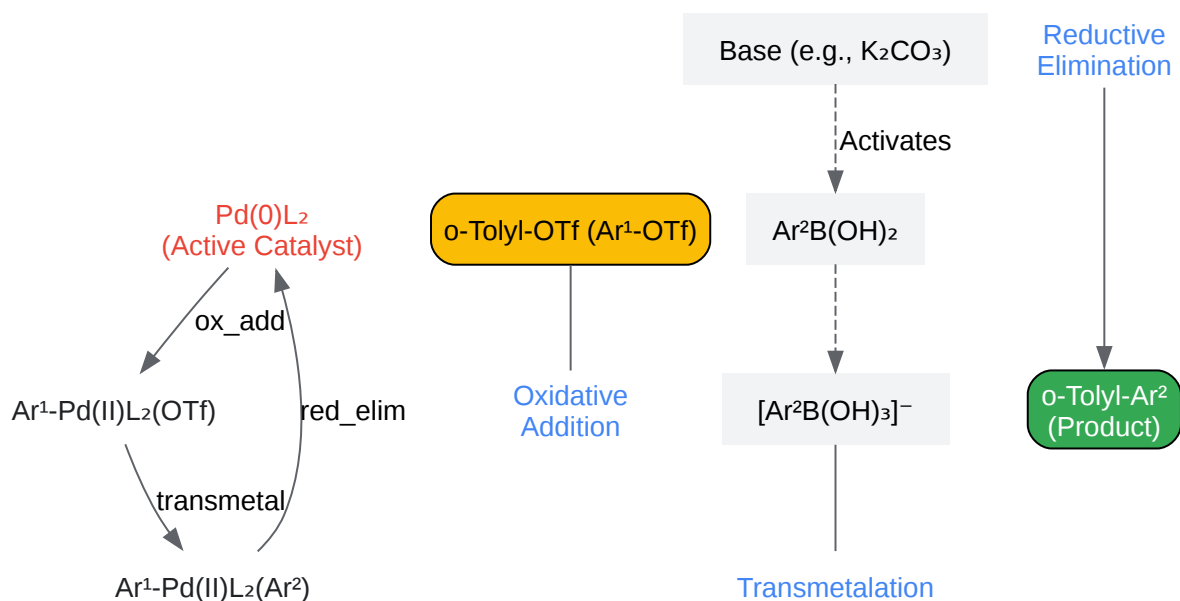 Base (e.g., K₂CO₃)
Reductive
Elimination
Activates
Pd(0)L₂
(Active Catalyst)
o-Tolyl-OTf (Ar¹-OTf)
Ar²B(OH)₂
ox_add
Ar¹-Pd(II)L₂(OTf)
red_elim
Oxidative
Addition
[Ar²B(OH)₃]⁻
o-Tolyl-Ar²
(Product)
transmetal
Ar¹-Pd(II)L₂(Ar²)
Transmetalation